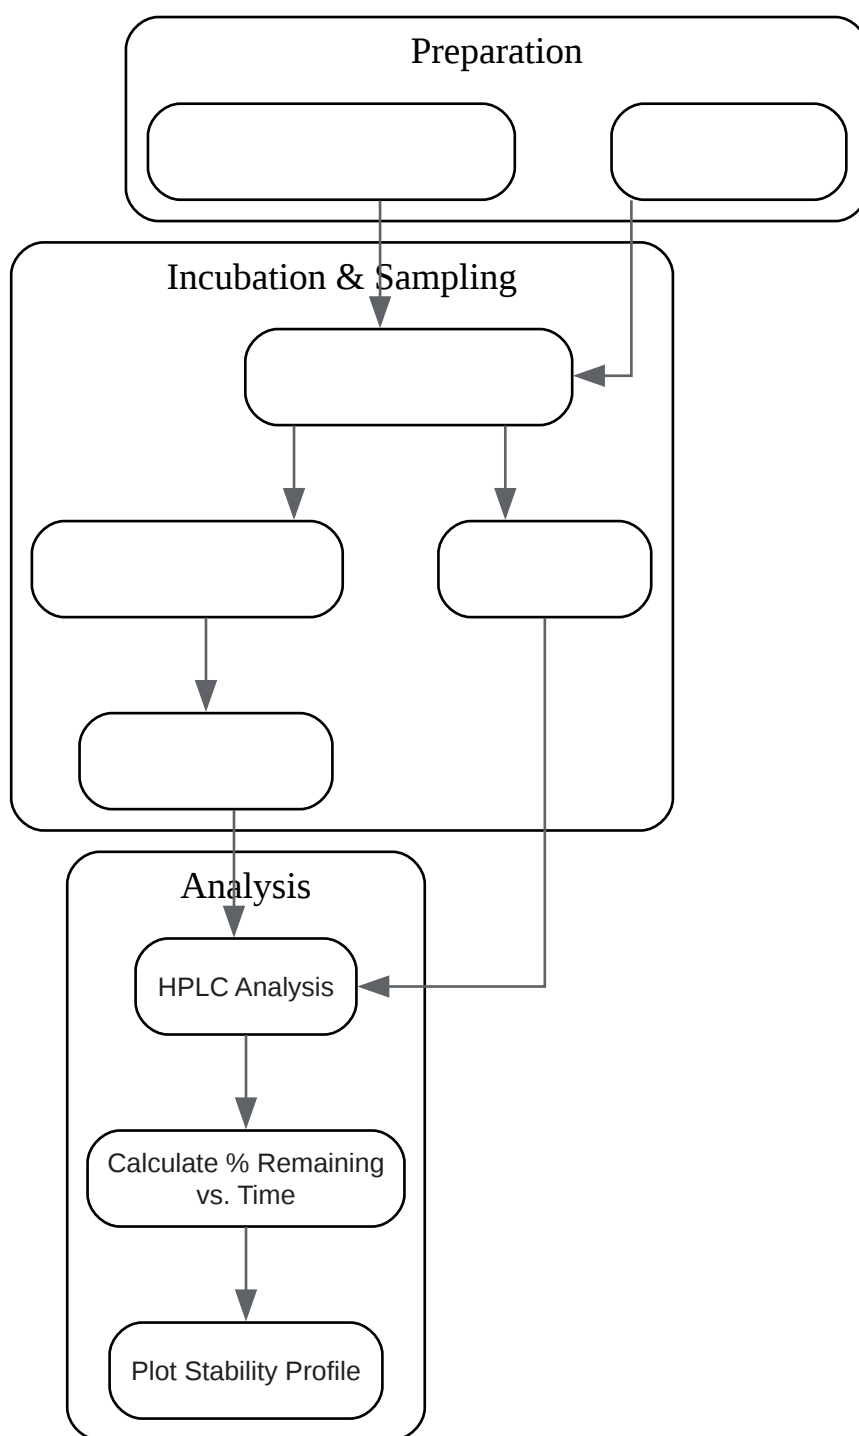 Preparation
Incubation & Sampling
Analysis
HPLC Analysis
Calculate % Remaining
vs. Time
Plot Stability Profile